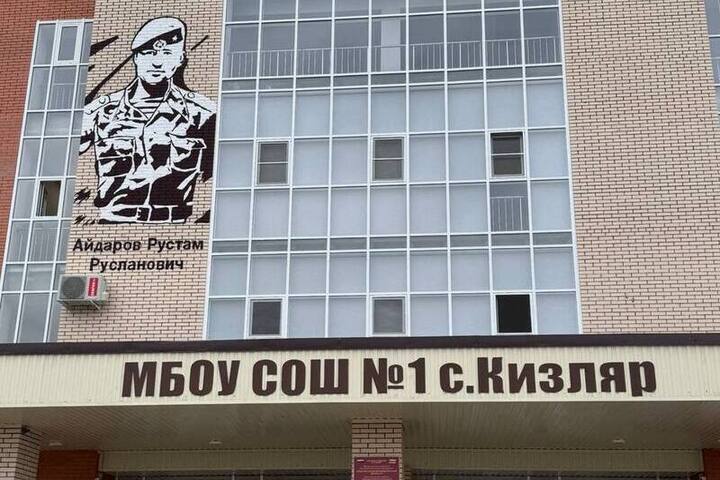 Айдаров Рустам
Русланович
МБОУ СОШ №1 с.Кизляр